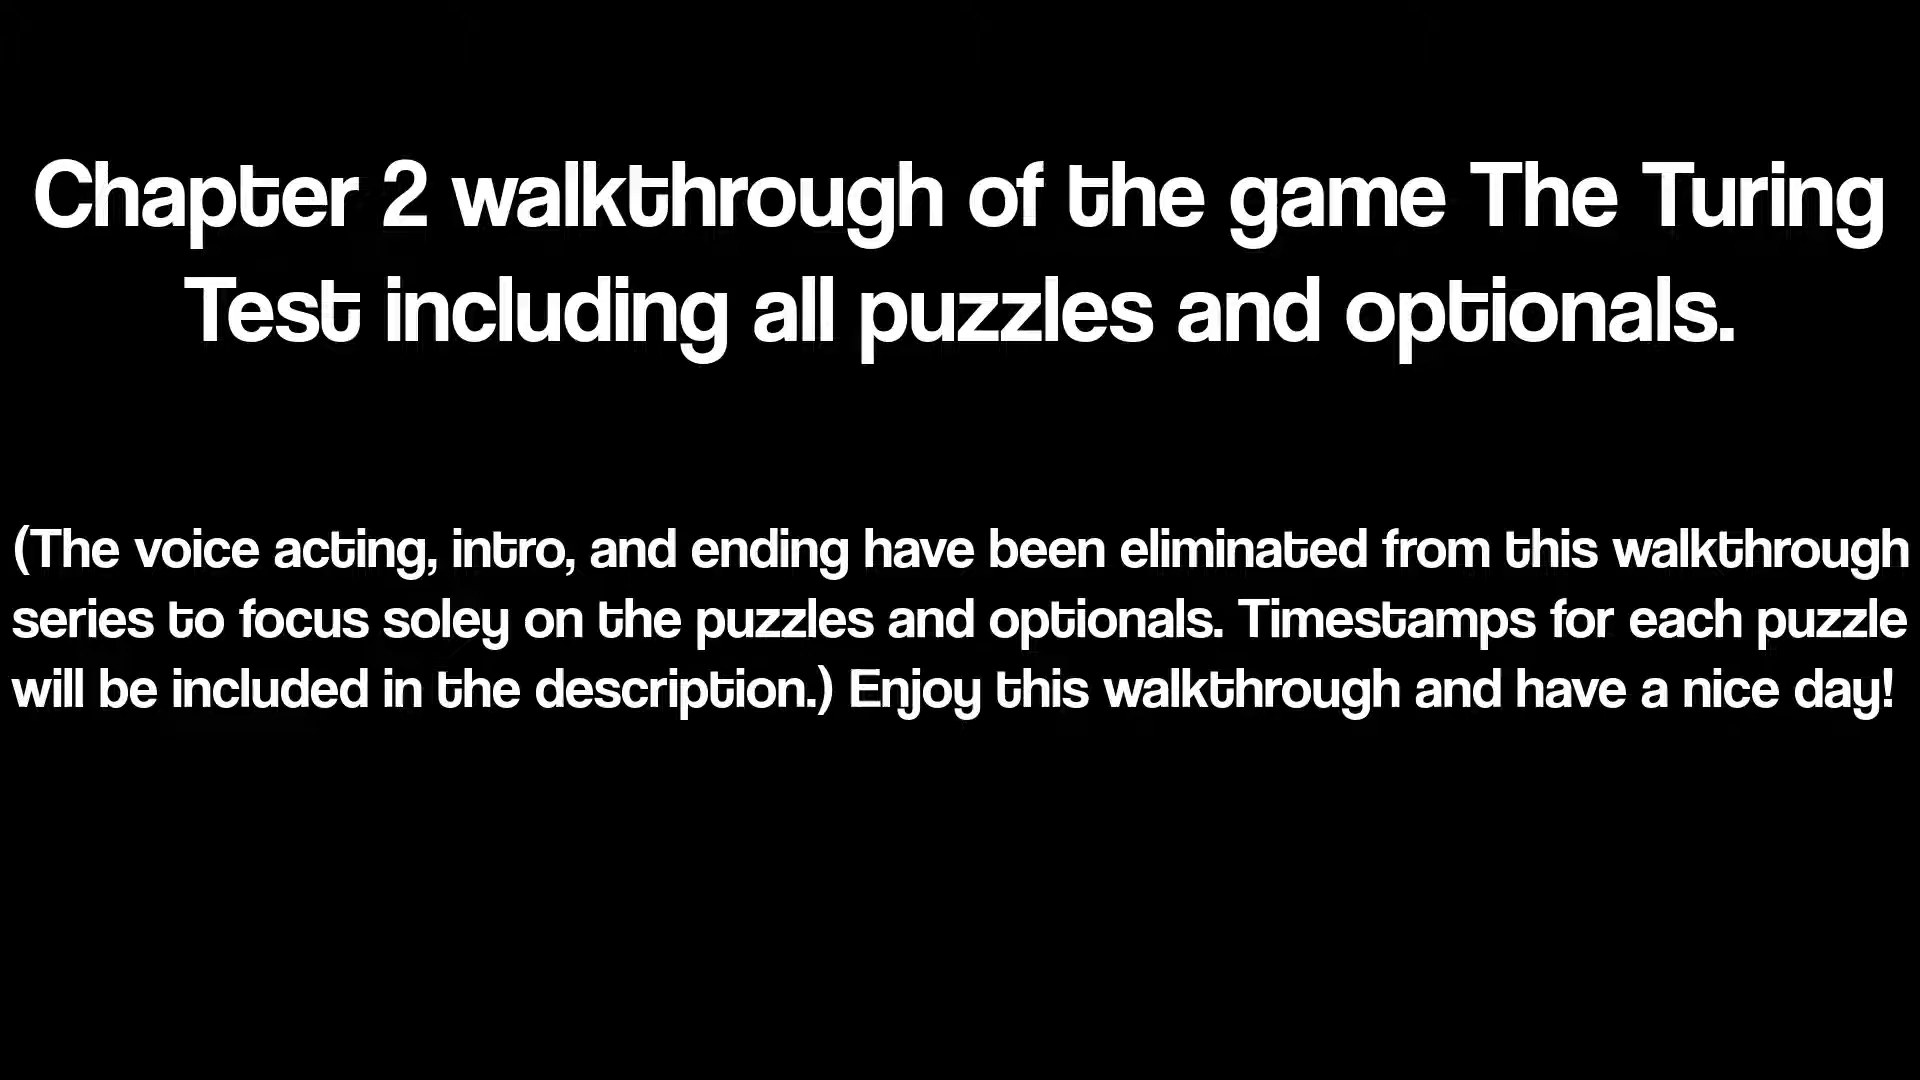 Chapter 2 walkthrough of the game The Turing
Test including all puzzles and optionals.
(The voice acting, intro, and ending have been eliminated from this walkthrough
series to focus soley on the puzzles and optionals. Timestamps for each puzzle
will be included in the description.) Enjoy this walkthrough and have a nice day!